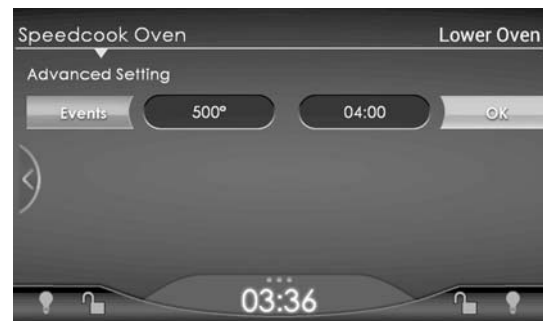 Speedcook Oven Lower Oven
Advanced Setting
Events 500° 04:00 OK
03:36